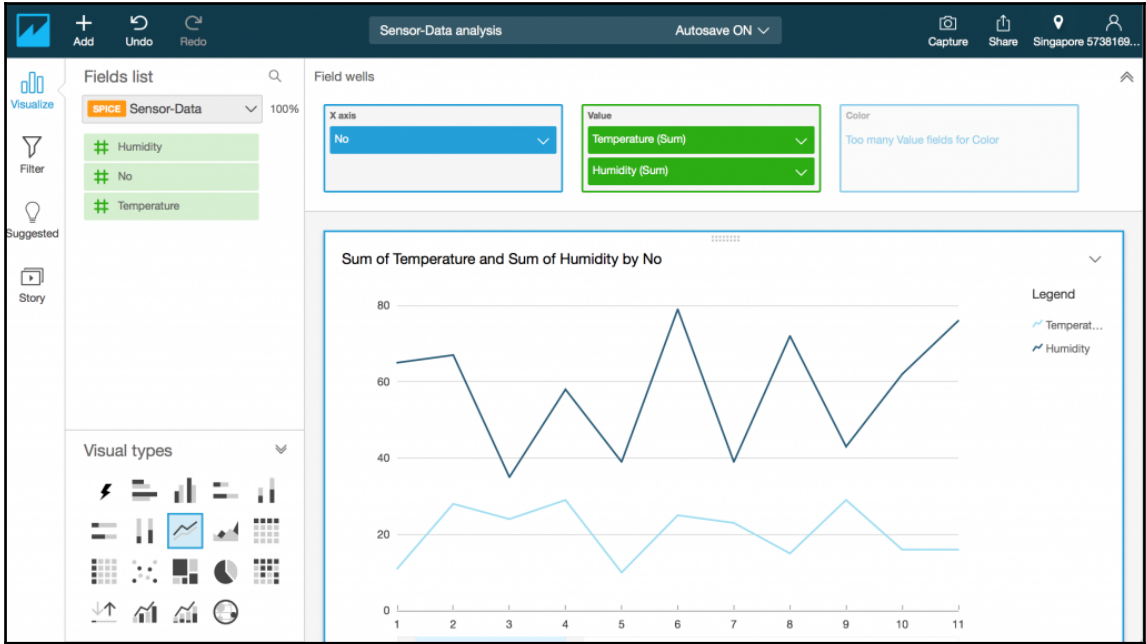 Add
Undo
Redo
Sensor-Data analysis
Autosave ON
Capture
Share
Singapore 5738169...
Visualize
Filter
Suggested
Story
Fields list
SPICE Sensor-Data
100%
Humidity
No
Temperature
Visual types
Field wells
X axis
No
Value
Temperature (Sum)
Humidity (Sum)
Color
Too many Value fields for Color
Sum of Temperature and Sum of Humidity by No
Legend
Temperat...
Humidity
80
60
40
20
0
1 2 3 4 5 6 7 8 9 10 11